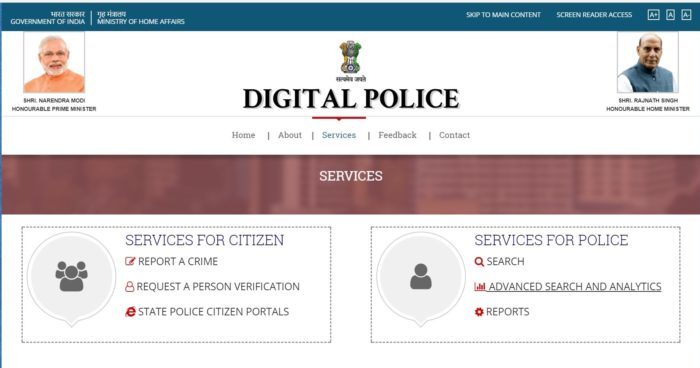 भारत सरकार
GOVERNMENT OF INDIA
गृह मंत्रालय
MINISTRY OF HOME AFFAIRS
SKIP TO MAIN CONTENT
SCREEN READER ACCESS
A+ A A-
SHRI. NARENDRA MODI
HONOURABLE PRIME MINISTER
सत्यमेव जयते
DIGITAL POLICE
SHRI. RAJNATH SINGH
HONOURABLE HOME MINISTER
Home | About | Services | Feedback | Contact
SERVICES
SERVICES FOR CITIZEN
REPORT A CRIME
REQUEST A PERSON VERIFICATION
STATE POLICE CITIZEN PORTALS
SERVICES FOR POLICE
SEARCH
ADVANCED SEARCH AND ANALYTICS
REPORTS